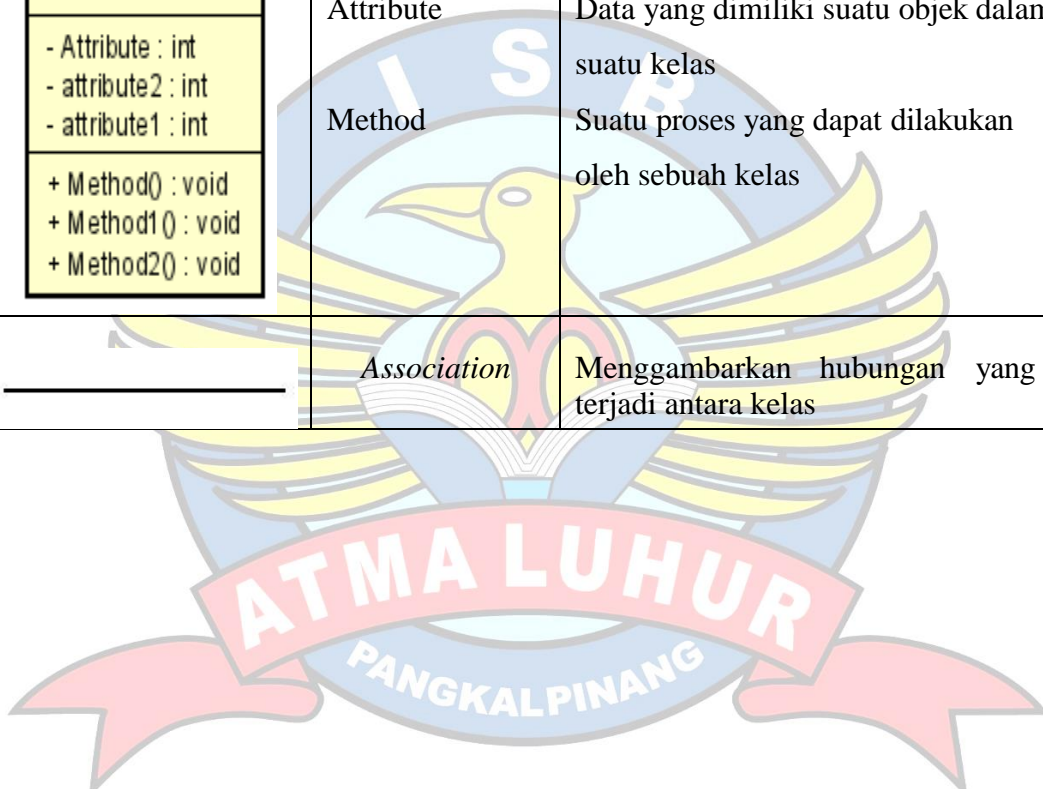 - Attribute : int
- attribute2 : int
- attribute1 : int
+ Method() : void
+ Method1() : void
+ Method2() : void
Attribute
Data yang dimiliki suatu objek dalam
suatu kelas
Method
Suatu proses yang dapat dilakukan
oleh sebuah kelas
Association
Menggambarkan hubungan yang
terjadi antara kelas
I S B
ATMA LUHUR
PANGKALPINANG